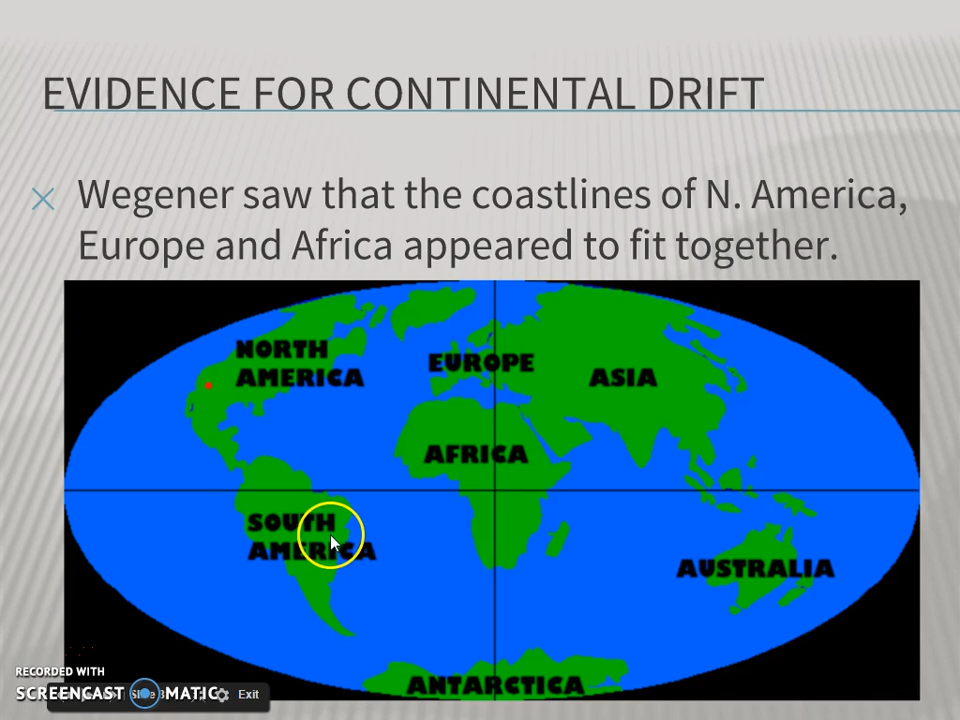 EVIDENCE FOR CONTINENTAL DRIFT
Wegener saw that the coastlines of N. America,
Europe and Africa appeared to fit together.
NORTH
AMERICA
EUROPE
ASIA
AFRICA
SOUTH
AMERICA
AUSTRALIA
ANTARCTICA
RECORDED WITH
SCREENCAST MATIC
Exit